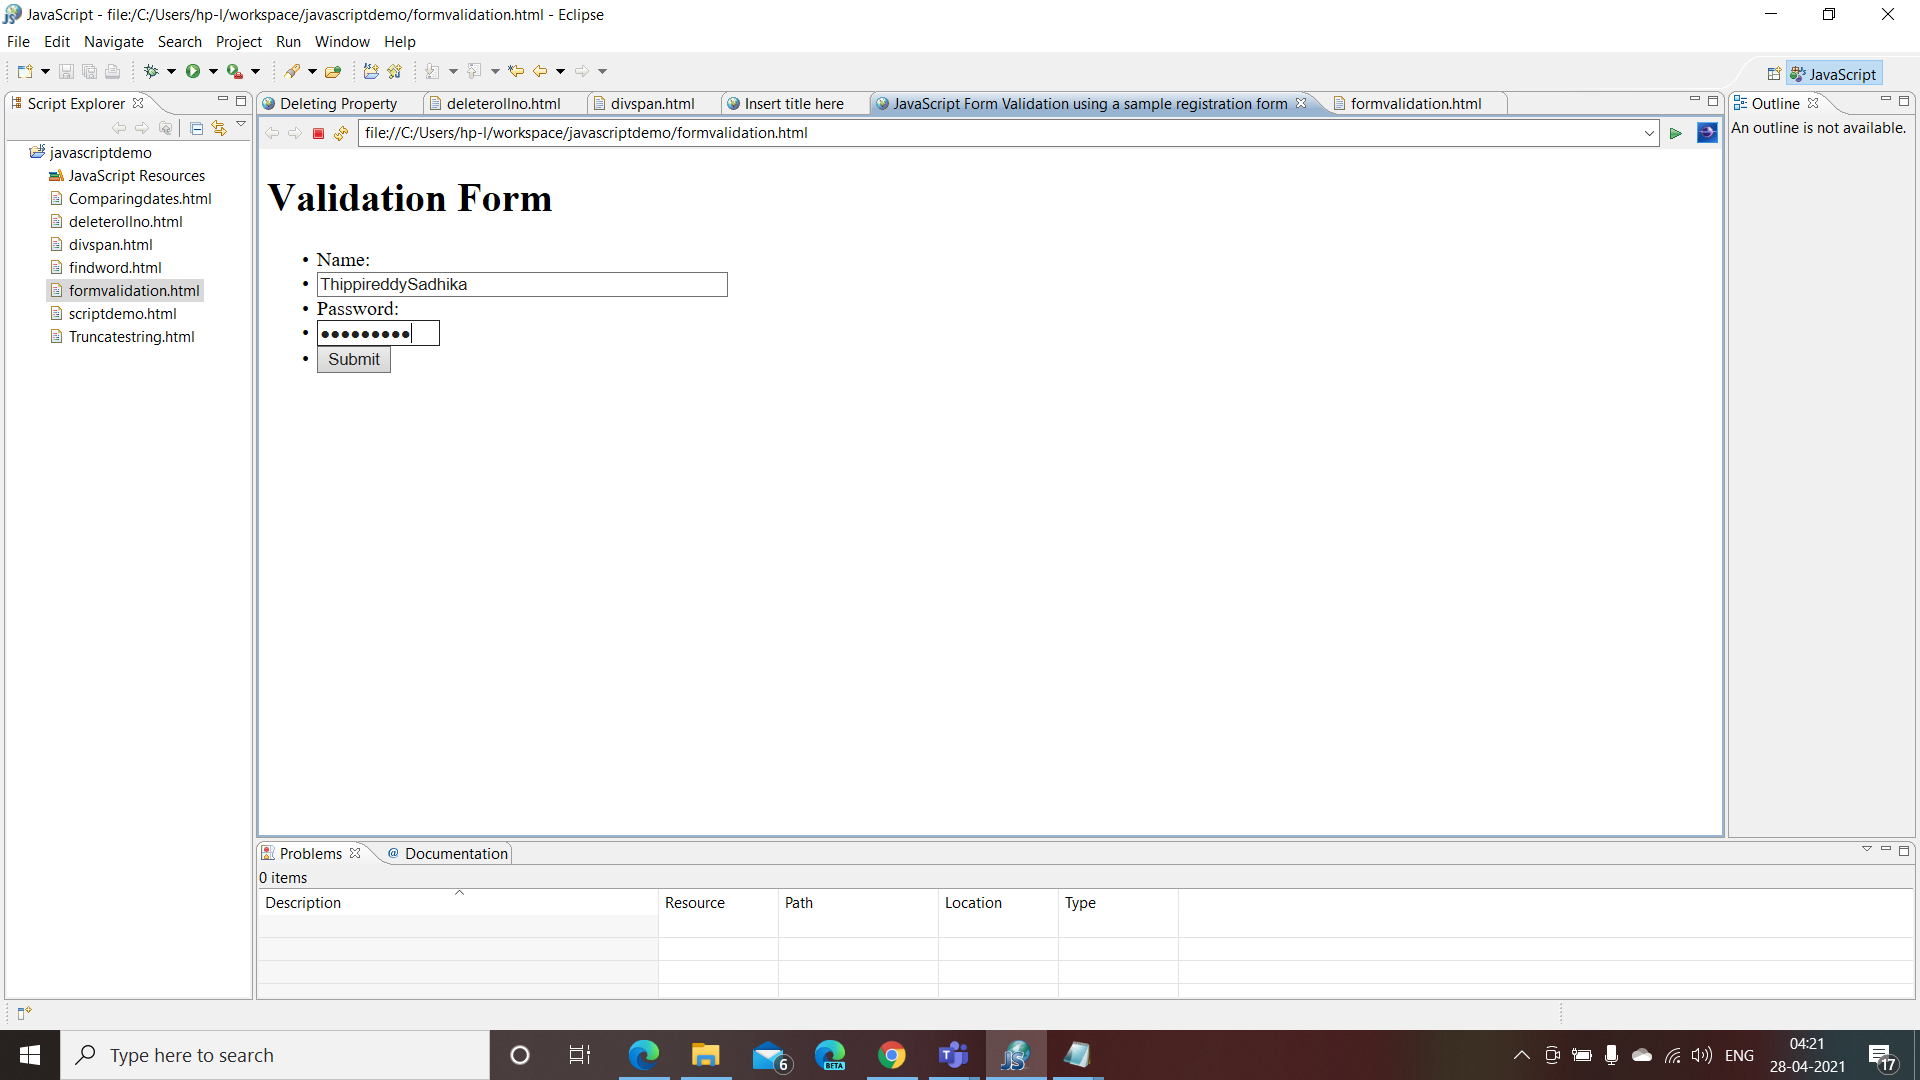 JavaScript - file:/C:/Users/hp-l/workspace/javascriptdemo/formvalidation.html - Eclipse
File Edit Navigate Search Project Run Window Help
JavaScript
Script Explorer
Deleting Property
deleterollno.html
divspan.html
Insert title here
JavaScript Form Validation using a sample registration form
formvalidation.html
Outline
file://C:/Users/hp-l/workspace/javascriptdemo/formvalidation.html
An outline is not available.
javascriptdemo
JavaScript Resources
Comparingdates.html
deleterollno.html
divspan.html
findword.html
formvalidation.html
scriptdemo.html
Truncatestring.html
Validation Form
• Name:
• ThippireddySadhika
• Password:
• •••••••••
• Submit
Problems
@ Documentation
0 items
Description Resource Path Location Type
Type here to search
6
BETA
T
JS
ENG
04:21
28-04-2021
17